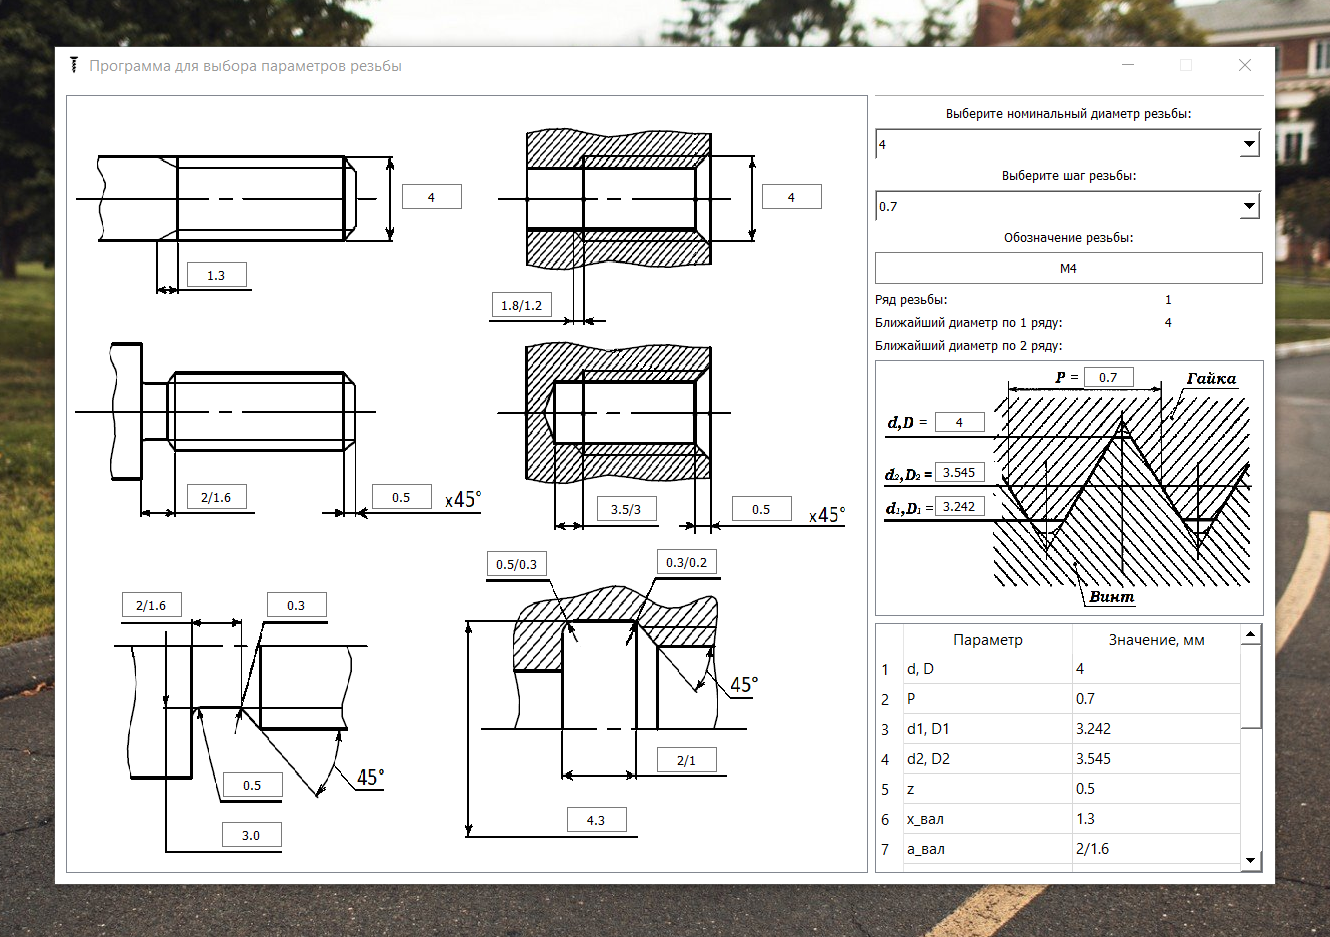 Программа для выбора параметров резьбы
4
1.3
4
1.8/1.2
2/1.6
0.5
x45°
3.5/3
0.5
x45°
2/1.6
0.3
45°
0.5
3.0
0.5/0.3
0.3/0.2
45°
2/1
4.3
Выберите номинальный диаметр резьбы:
4
Выберите шаг резьбы:
0.7
Обозначение резьбы:
M4
Ряд резьбы: 1
Ближайший диаметр по 1 ряду: 4
Ближайший диаметр по 2 ряду:
P = 0.7
Гайка
d,D = 4
d₂,D₂ = 3.545
d₁,D₁ = 3.242
Винт
Параметр Значение, мм
1 d, D 4
2 P 0.7
3 d1, D1 3.242
4 d2, D2 3.545
5 z 0.5
6 x_вал 1.3
7 a_вал 2/1.6